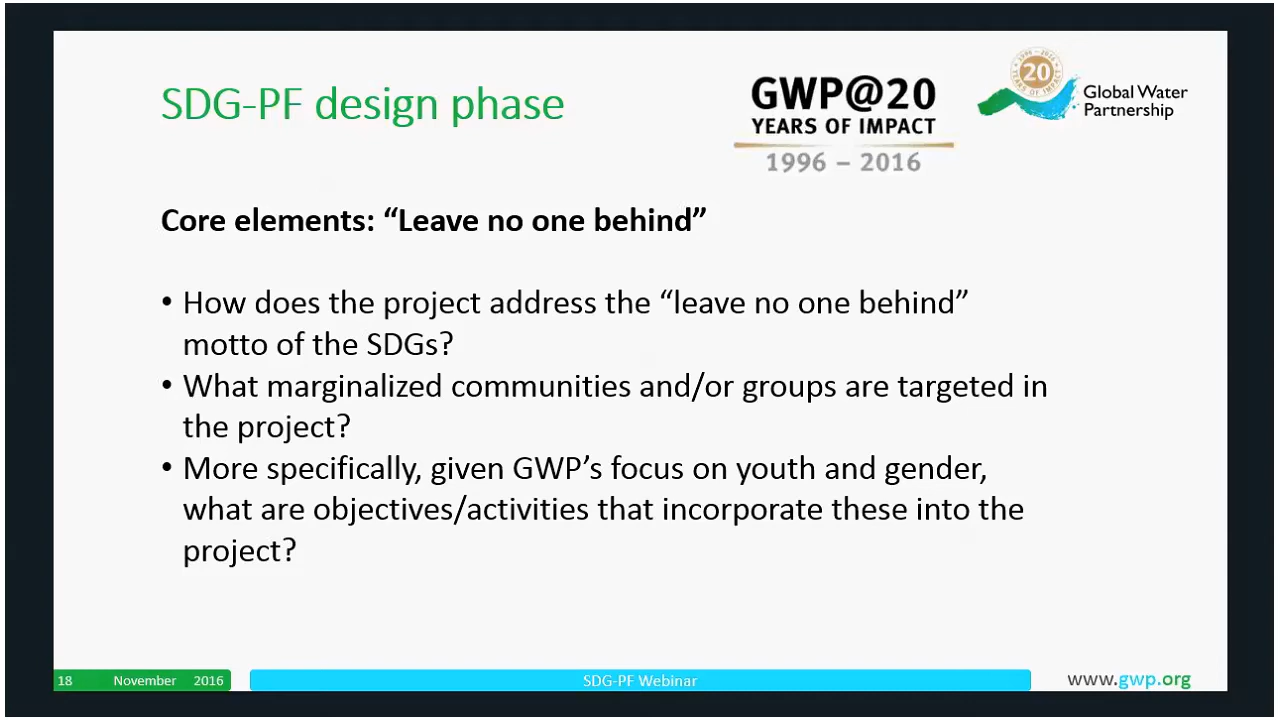 SDG-PF design phase
GWP@20
YEARS OF IMPACT
1996 – 2016
20
Global Water
Partnership
Core elements: “Leave no one behind”
• How does the project address the “leave no one behind”
motto of the SDGs?
• What marginalized communities and/or groups are targeted in
the project?
• More specifically, given GWP’s focus on youth and gender,
what are objectives/activities that incorporate these into the
project?
18 November 2016
SDG-PF Webinar
www.gwp.org